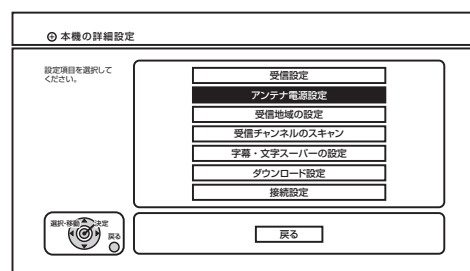 本機の詳細設定
設定項目を選択して
ください。
受信設定
アンテナ電源設定
受信地域の設定
受信チャンネルのスキャン
字幕・文字スーパーの設定
ダウンロード設定
接続設定
選択・移動
決定
戻る
戻る